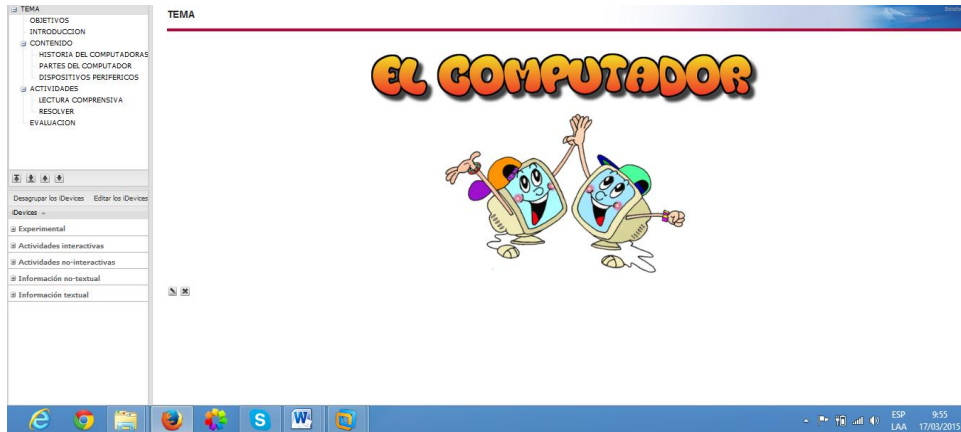 TEMA
OBJETIVOS
INTRODUCCION
CONTENIDO
HISTORIA DEL COMPUTADORAS
PARTES DEL COMPUTADOR
DISPOSITIVOS PERIFERICOS
ACTIVIDADES
LECTURA COMPRENSIVA
RESOLVER
EVALUACION
Desagrupar los iDevices Editar los iDevices
iDevices
Experimental
Actividades interactivas
Actividades no-interactivas
Información no-textual
Información textual
TEMA
EL COMPUTADOR
ESP 9:55
LAA 17/03/2015